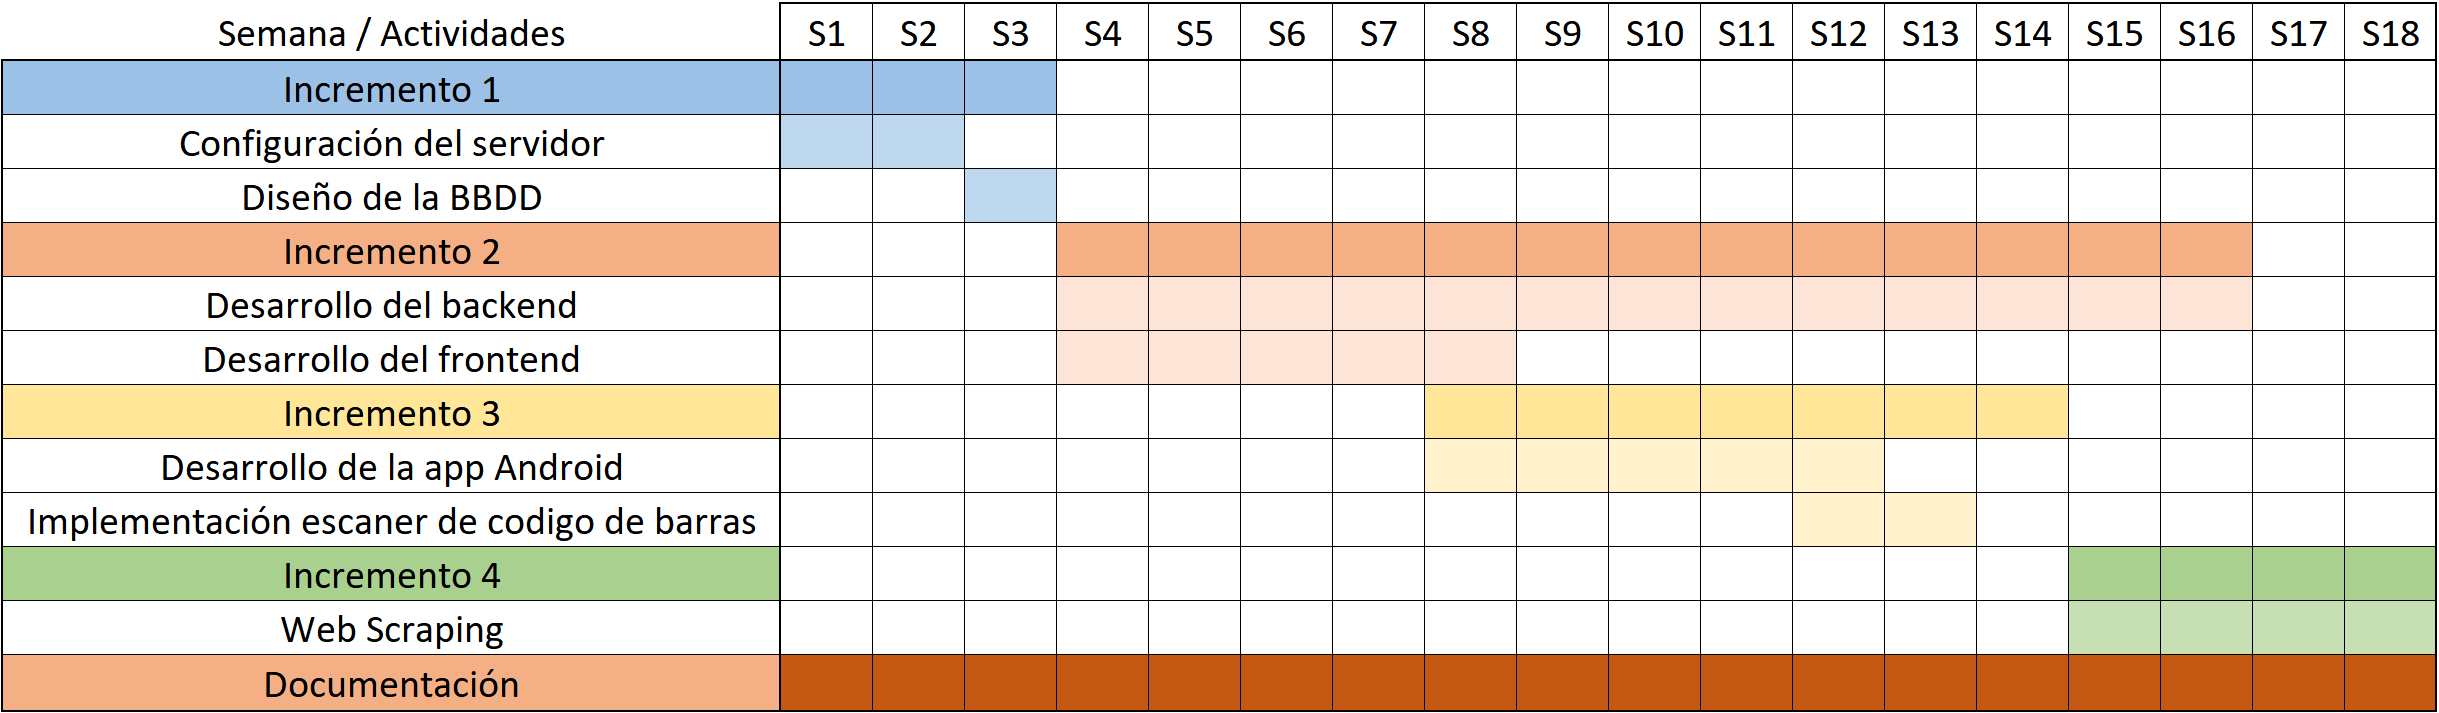 Semana / Actividades S1 S2 S3 S4 S5 S6 S7 S8 S9 S10 S11 S12 S13 S14 S15 S16 S17 S18
Incremento 1
Configuración del servidor
Diseño de la BBDD
Incremento 2
Desarrollo del backend
Desarrollo del frontend
Incremento 3
Desarrollo de la app Android
Implementación escaner de codigo de barras
Incremento 4
Web Scraping
Documentación